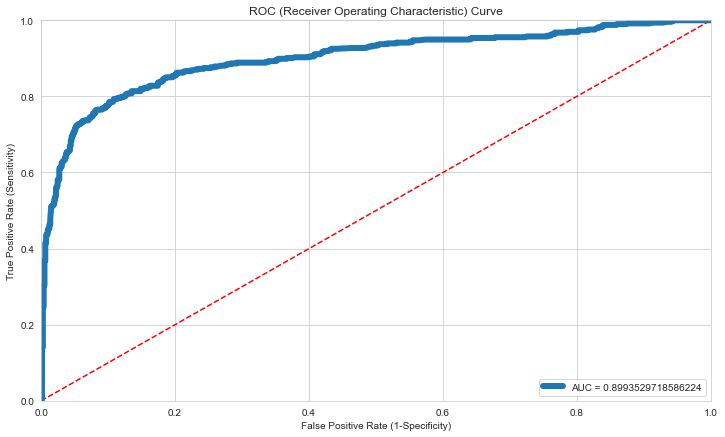 ROC (Receiver Operating Characteristic) Curve
1.0
0.8
0.6
0.4
0.2
0.0
True Positive Rate (Sensitivity)
AUC = 0.8993529718586224
0.0 0.2 0.4 0.6 0.8 1.0
False Positive Rate (1-Specificity)